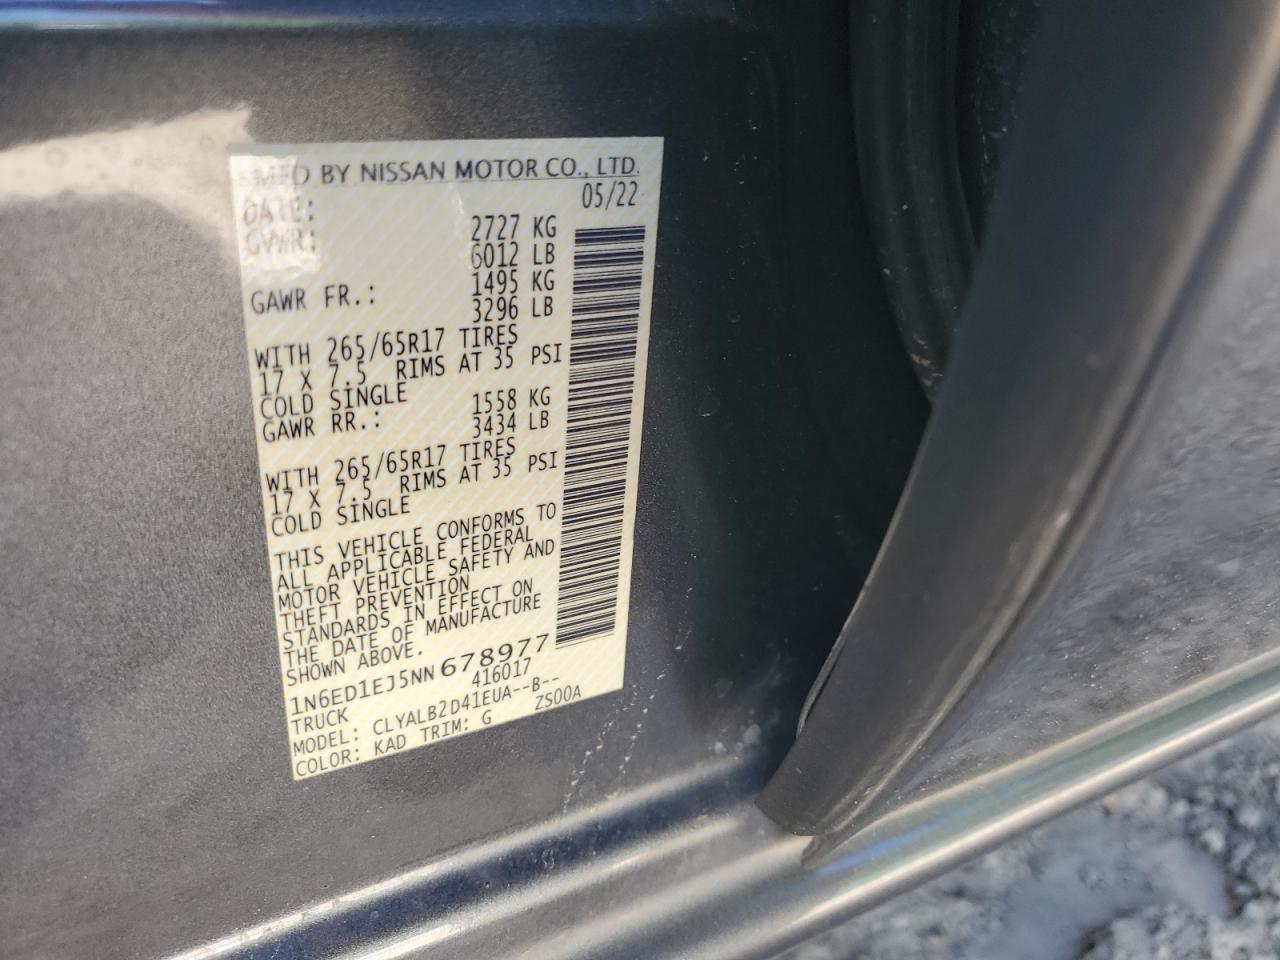 MFD BY NISSAN MOTOR CO., LTD.
DATE: 05/22
GVWR: 2727 KG
6012 LB
GAWR FR.: 1495 KG
3296 LB
WITH 265/65R17 TIRES
17 X 7.5 RIMS AT 35 PSI
COLD SINGLE
GAWR RR.: 1558 KG
3434 LB
WITH 265/65R17 TIRES
17 X 7.5 RIMS AT 35 PSI
COLD SINGLE
THIS VEHICLE CONFORMS TO
ALL APPLICABLE FEDERAL
MOTOR VEHICLE SAFETY AND
THEFT PREVENTION
STANDARDS IN EFFECT ON
THE DATE OF MANUFACTURE
SHOWN ABOVE.
1N6ED1EJ5NN678977
TRUCK 416017
MODEL: CLYALB2D41EUA--B--
COLOR: KAD TRIM: G ZS00A